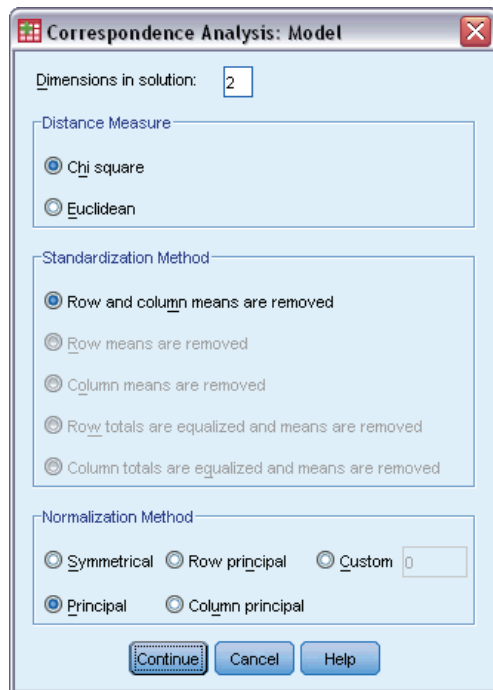 Correspondence Analysis: Model
Dimensions in solution: 2
Distance Measure
Chi square
Euclidean
Standardization Method
Row and column means are removed
Row means are removed
Column means are removed
Row totals are equalized and means are removed
Column totals are equalized and means are removed
Normalization Method
Symmetrical Row principal Custom 0
Principal Column principal
Continue Cancel Help